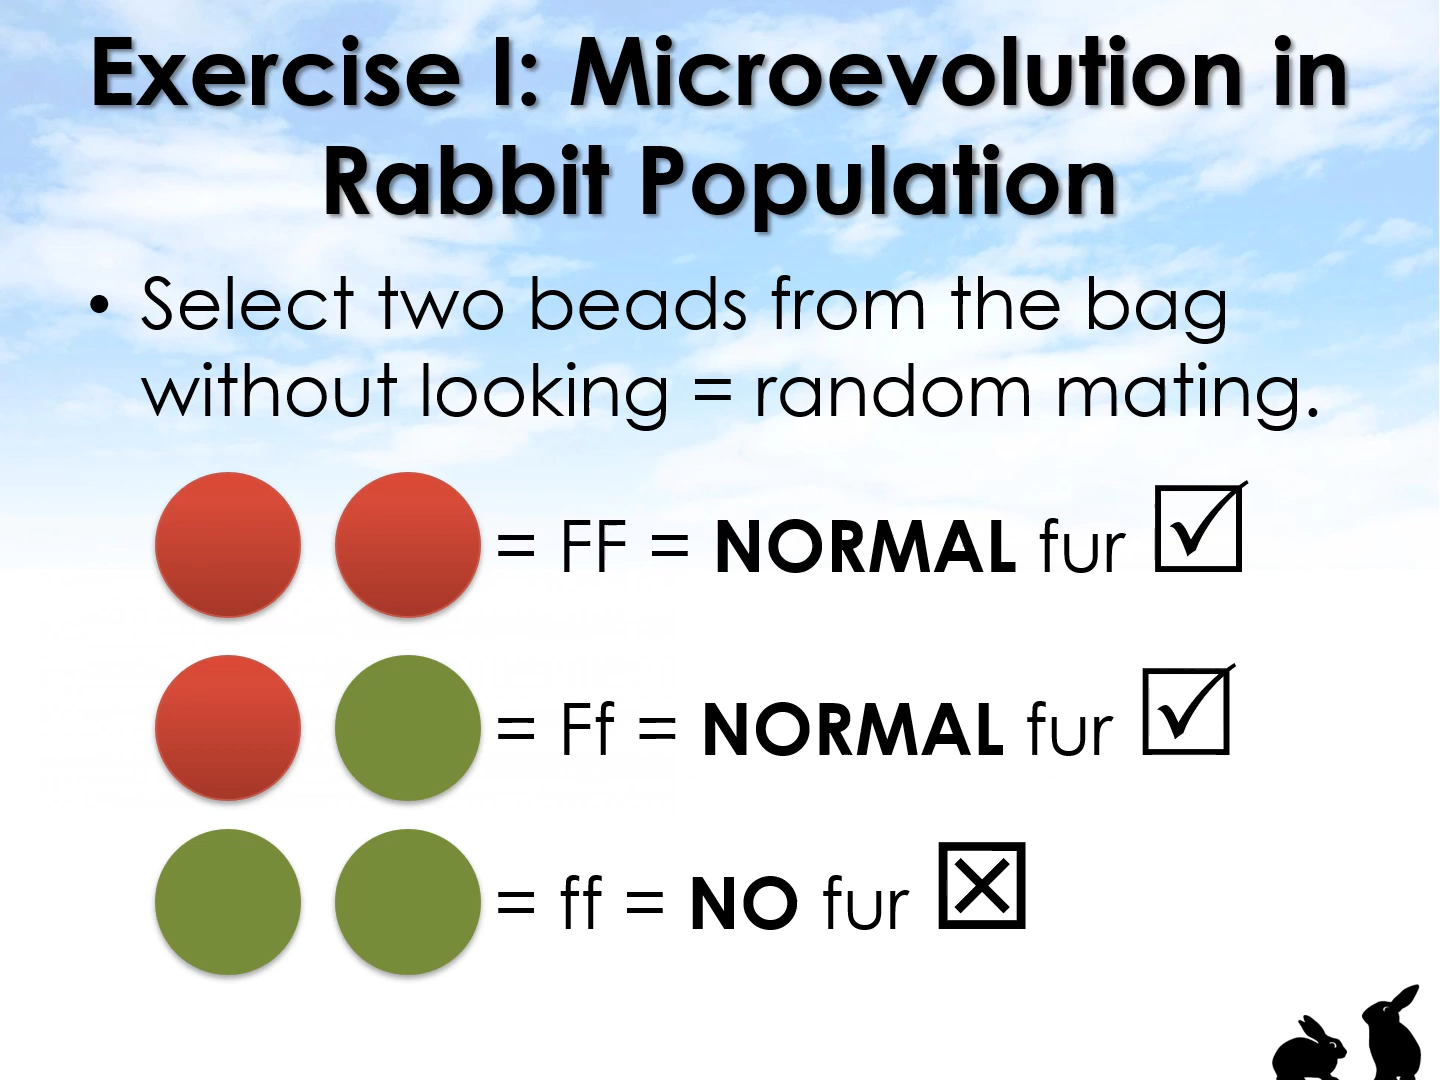 Exercise I: Microevolution in
Rabbit Population
• Select two beads from the bag
without looking = random mating.
= FF = NORMAL fur ☑
= Ff = NORMAL fur ☑
= ff = NO fur ☒